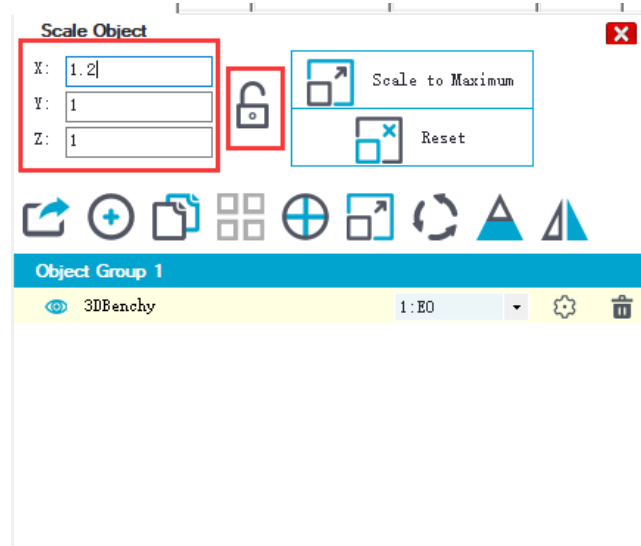 Scale Object
X: 1.2
Y: 1
Z: 1
Scale to Maximum
Reset
Object Group 1
3DBenchy 1:E0